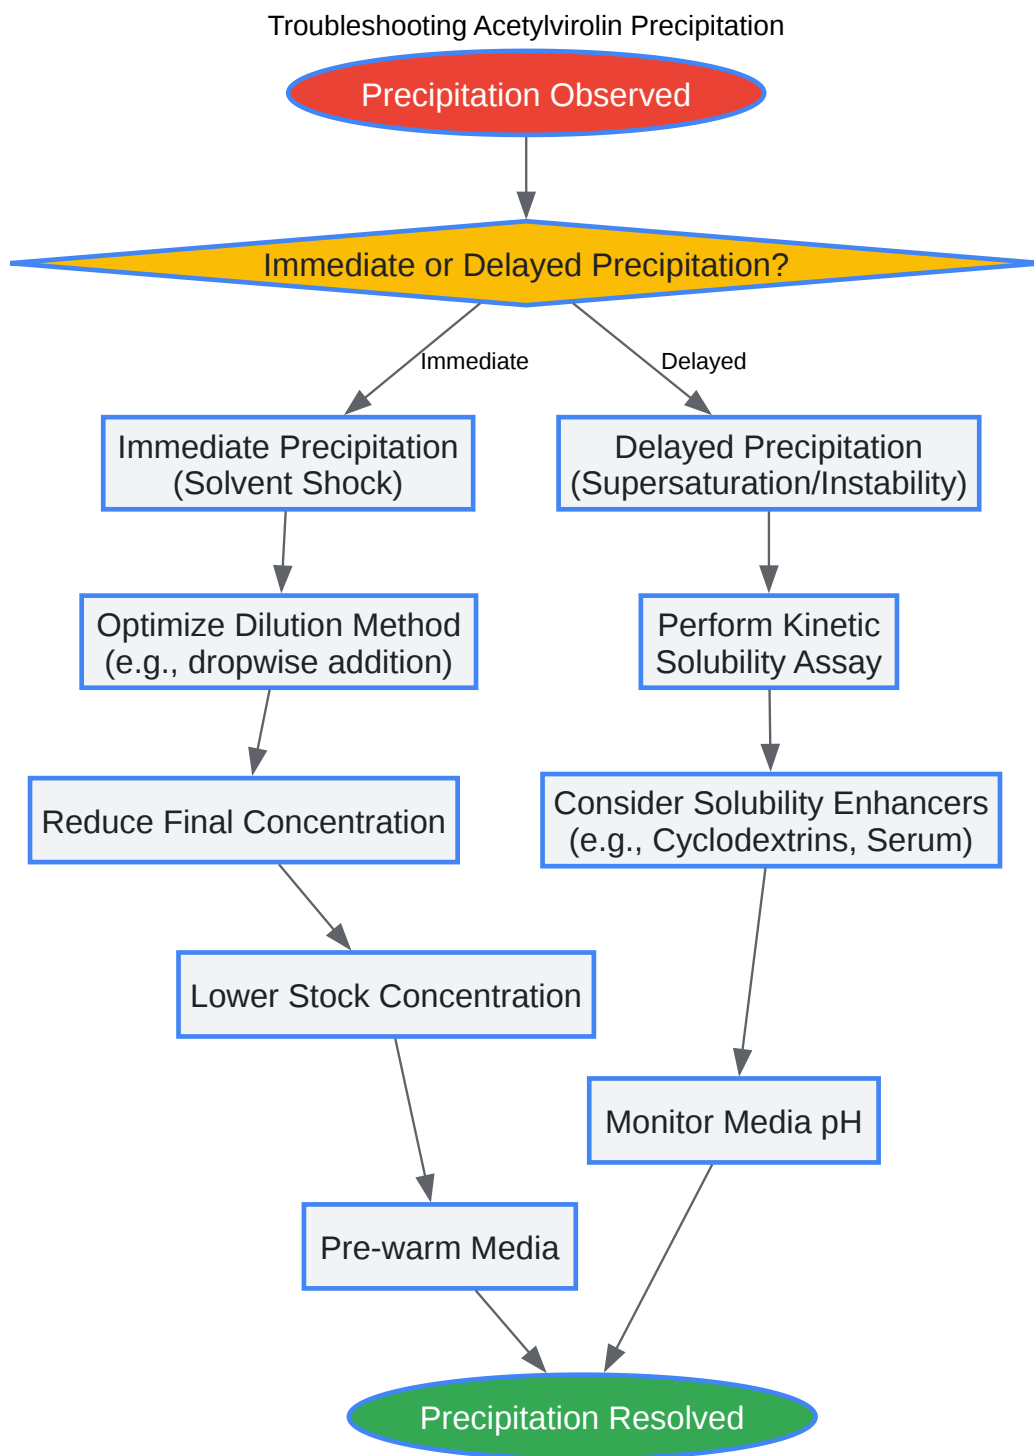 Troubleshooting Acetylvirolin Precipitation
Precipitation Observed
Immediate or Delayed Precipitation?
Immediate
Delayed
Immediate Precipitation
(Solvent Shock)
Delayed Precipitation
(Supersaturation/Instability)
Optimize Dilution Method
(e.g., dropwise addition)
Perform Kinetic
Solubility Assay
Reduce Final Concentration
Consider Solubility Enhancers
(e.g., Cyclodextrins, Serum)
Lower Stock Concentration
Monitor Media pH
Pre-warm Media
Precipitation Resolved